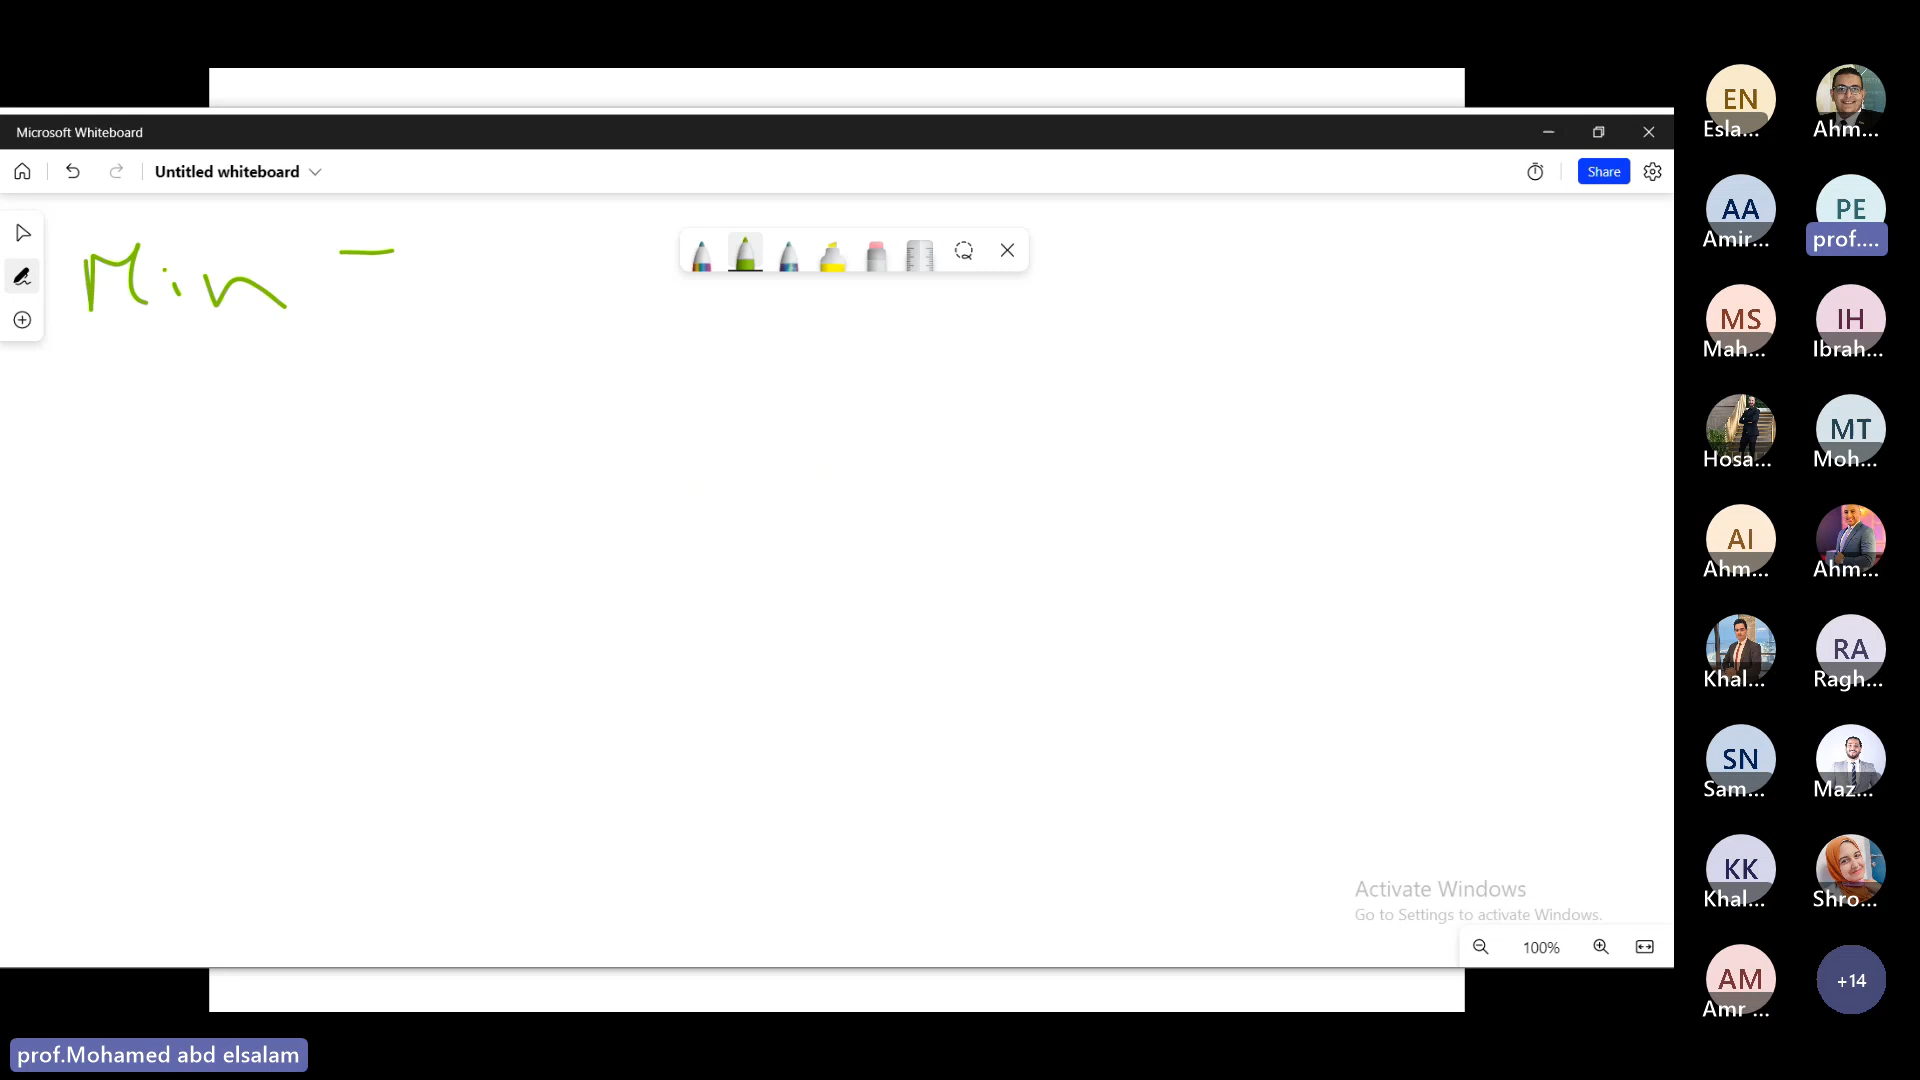 EN
Esla...
Ahm...
Microsoft Whiteboard
Untitled whiteboard
Share
Min -
AA
Amir...
PE
prof....
MS
Mah...
IH
Ibrah...
Hosa...
MT
Moh...
AI
Ahm...
Ahm...
Khal...
RA
Ragh...
SN
Sam...
Maz...
KK
Khal...
Shro...
Activate Windows
Go to Settings to activate Windows.
100%
AM
Amr ...
+14
prof.Mohamed abd elsalam